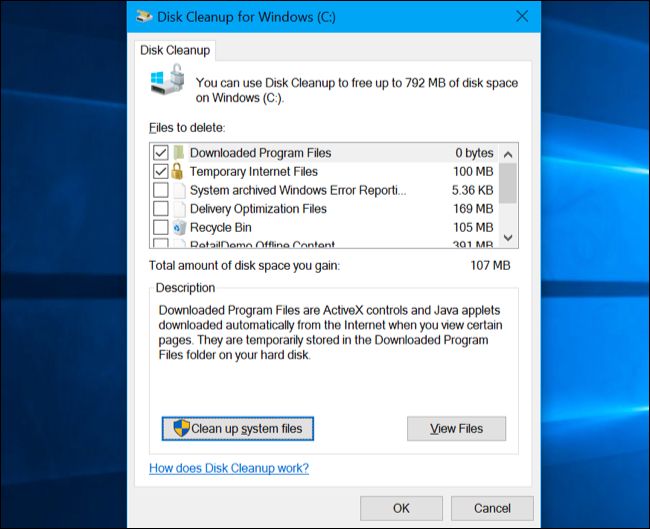 Disk Cleanup for Windows (C:)
Disk Cleanup
You can use Disk Cleanup to free up to 792 MB of disk space
on Windows (C:).
Files to delete:
Downloaded Program Files 0 bytes
Temporary Internet Files 100 MB
System archived Windows Error Reporti... 5.36 KB
Delivery Optimization Files 169 MB
Recycle Bin 105 MB
RetailDemo Offline Content 391 MB
Total amount of disk space you gain: 107 MB
Description
Downloaded Program Files are ActiveX controls and Java applets
downloaded automatically from the Internet when you view certain
pages. They are temporarily stored in the Downloaded Program
Files folder on your hard disk.
Clean up system files
View Files
How does Disk Cleanup work?
OK
Cancel